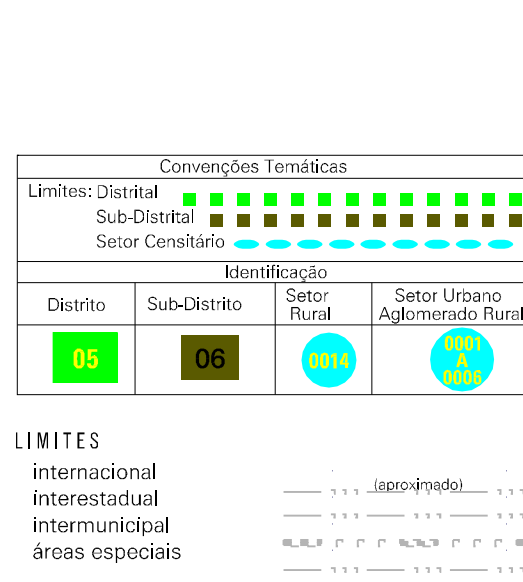 Convenções Temáticas
Limites: Distrital
Sub-Distrital
Setor Censitário
Identificação
Distrito
Sub-Distrito
Setor
Rural
Setor Urbano
Aglomerado Rural
05
06
0014
0001
A
0006
LIMITES
internacional
(aproximado)
interestadual
intermunicipal
áreas especiais